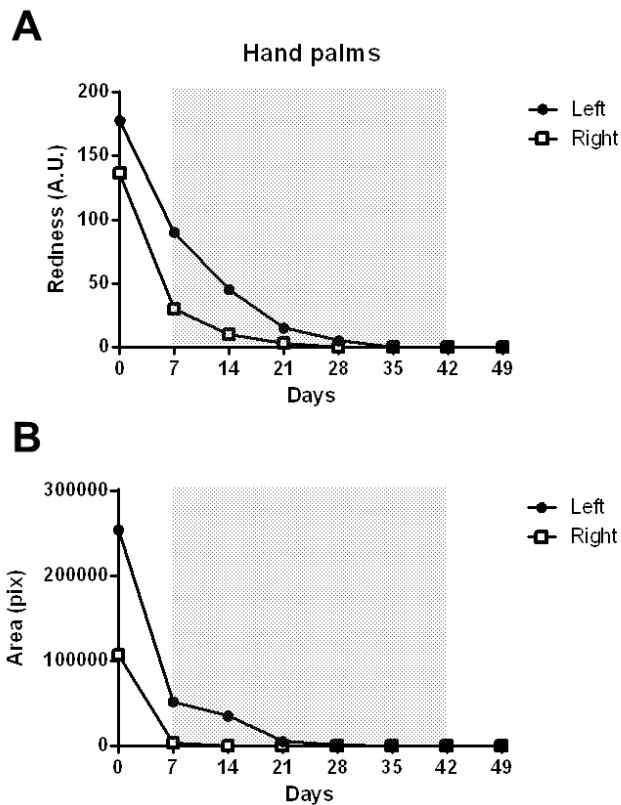 A
Hand palms
200
150
100
50
0
Redness (A.U.)
0 7 14 21 28 35 42 49
Days
Left
Right
B
300000
200000
100000
0
Area (pix)
0 7 14 21 28 35 42 49
Days
Left
Right